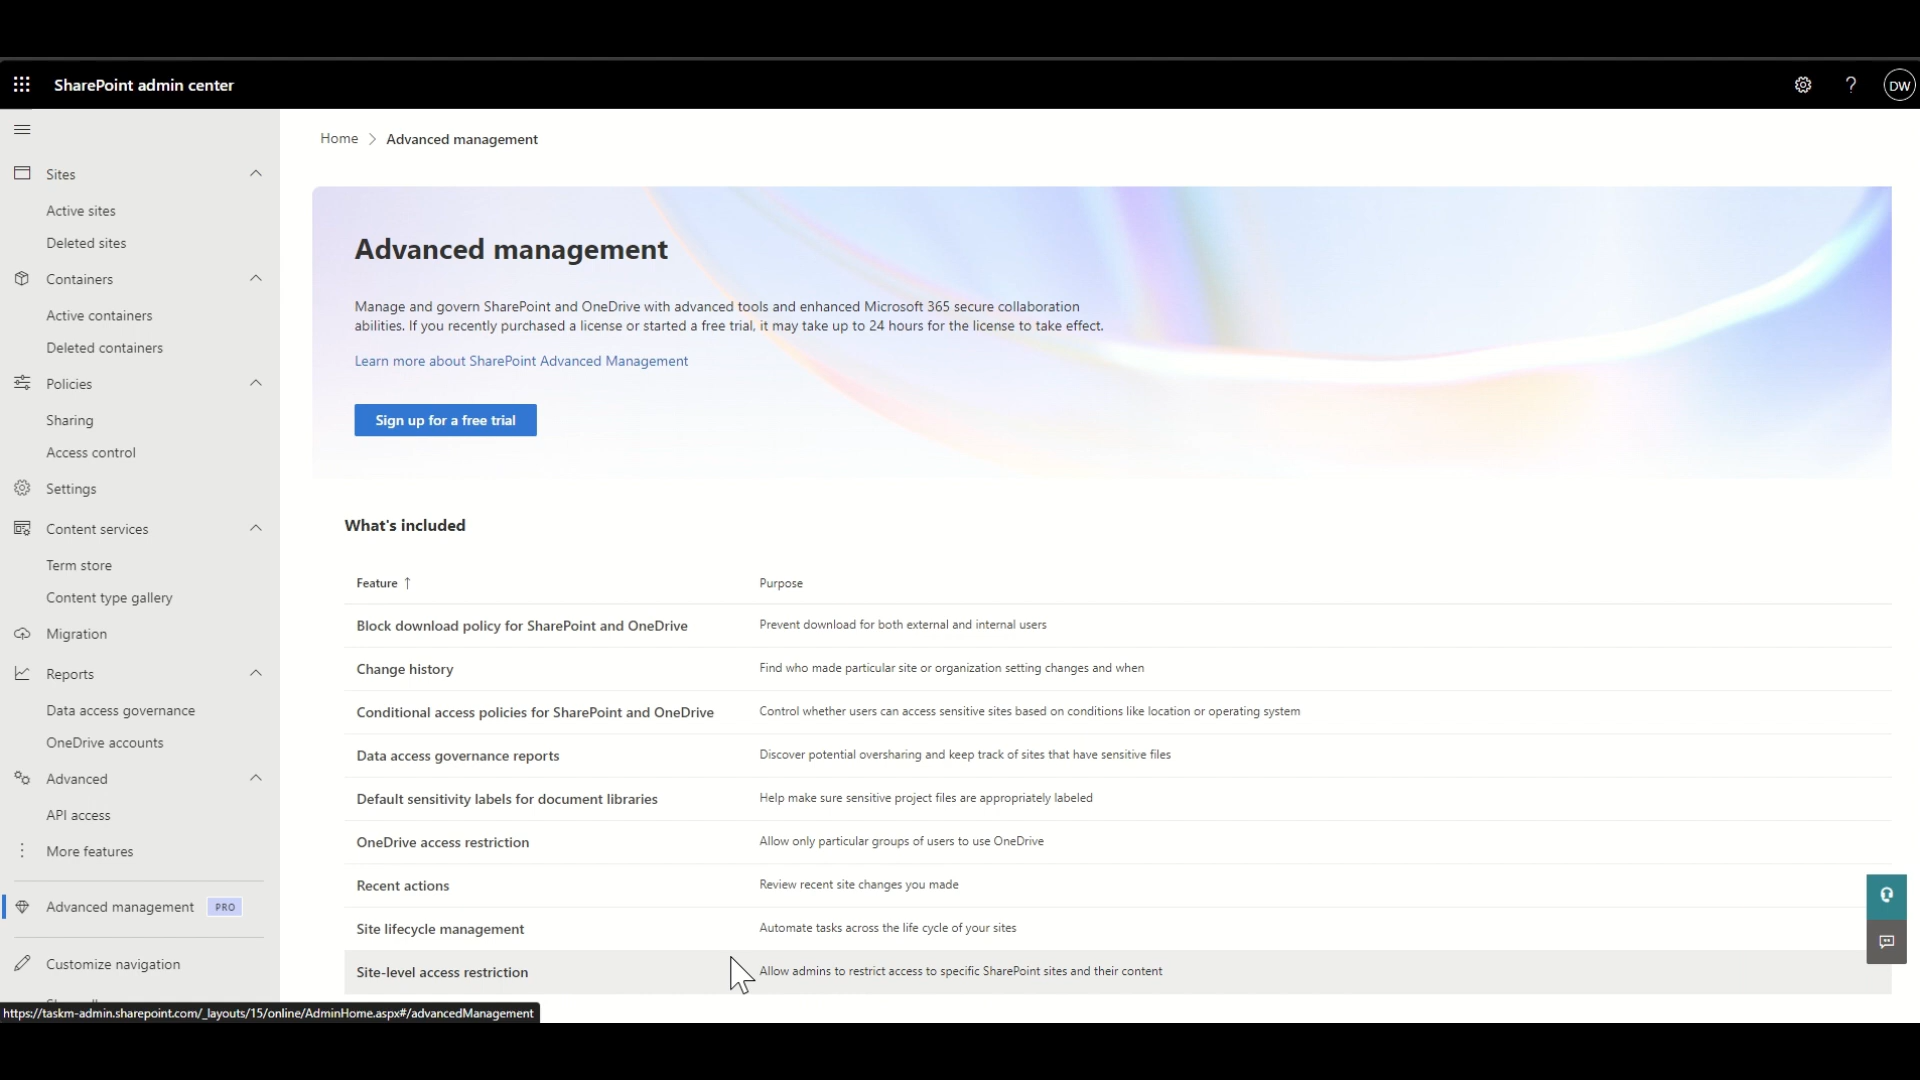 SharePoint admin center
?
DW
Home > Advanced management
Sites
Active sites
Deleted sites
Containers
Active containers
Deleted containers
Policies
Sharing
Access control
Settings
Content services
Term store
Content type gallery
Migration
Reports
Data access governance
OneDrive accounts
Advanced
API access
More features
Advanced management PRO
Customize navigation
https://taskm-admin.sharepoint.com/_layouts/15/online/AdminHome.aspx#/advancedManagement
Advanced management
Manage and govern SharePoint and OneDrive with advanced tools and enhanced Microsoft 365 secure collaboration
abilities. If you recently purchased a license or started a free trial, it may take up to 24 hours for the license to take effect.
Learn more about SharePoint Advanced Management
Sign up for a free trial
What's included
Feature ↑ Purpose
Block download policy for SharePoint and OneDrive Prevent download for both external and internal users
Change history Find who made particular site or organization setting changes and when
Conditional access policies for SharePoint and OneDrive Control whether users can access sensitive sites based on conditions like location or operating system
Data access governance reports Discover potential oversharing and keep track of sites that have sensitive files
Default sensitivity labels for document libraries Help make sure sensitive project files are appropriately labeled
OneDrive access restriction Allow only particular groups of users to use OneDrive
Recent actions Review recent site changes you made
Site lifecycle management Automate tasks across the life cycle of your sites
Site-level access restriction Allow admins to restrict access to specific SharePoint sites and their content